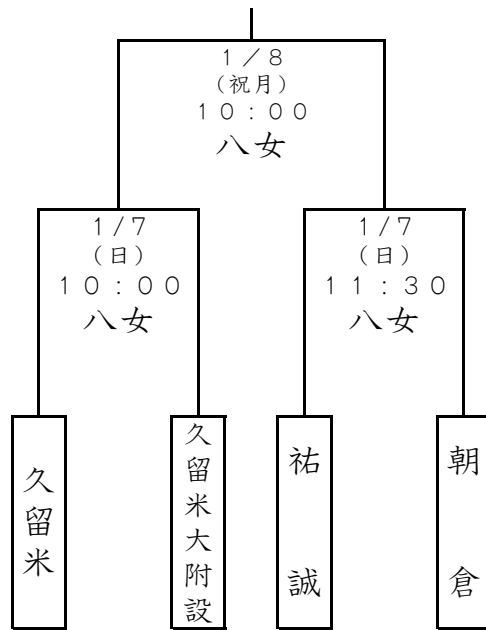 １／８
（祝月）
１０：００
八女
１／７
（日）
１０：００
八女
１／７
（日）
１１：３０
八女
久留米
久留米大附設
祐誠
朝倉